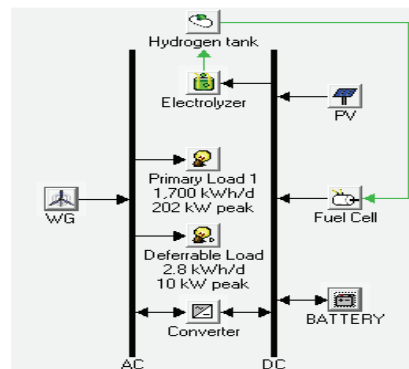 Hydrogen tank
Electrolyzer
PV
Primary Load 1
1,700 kWh/d
202 kW peak
WG
Fuel Cell
Deferrable Load
2.8 kWh/d
10 kW peak
Converter
BATTERY
AC
DC